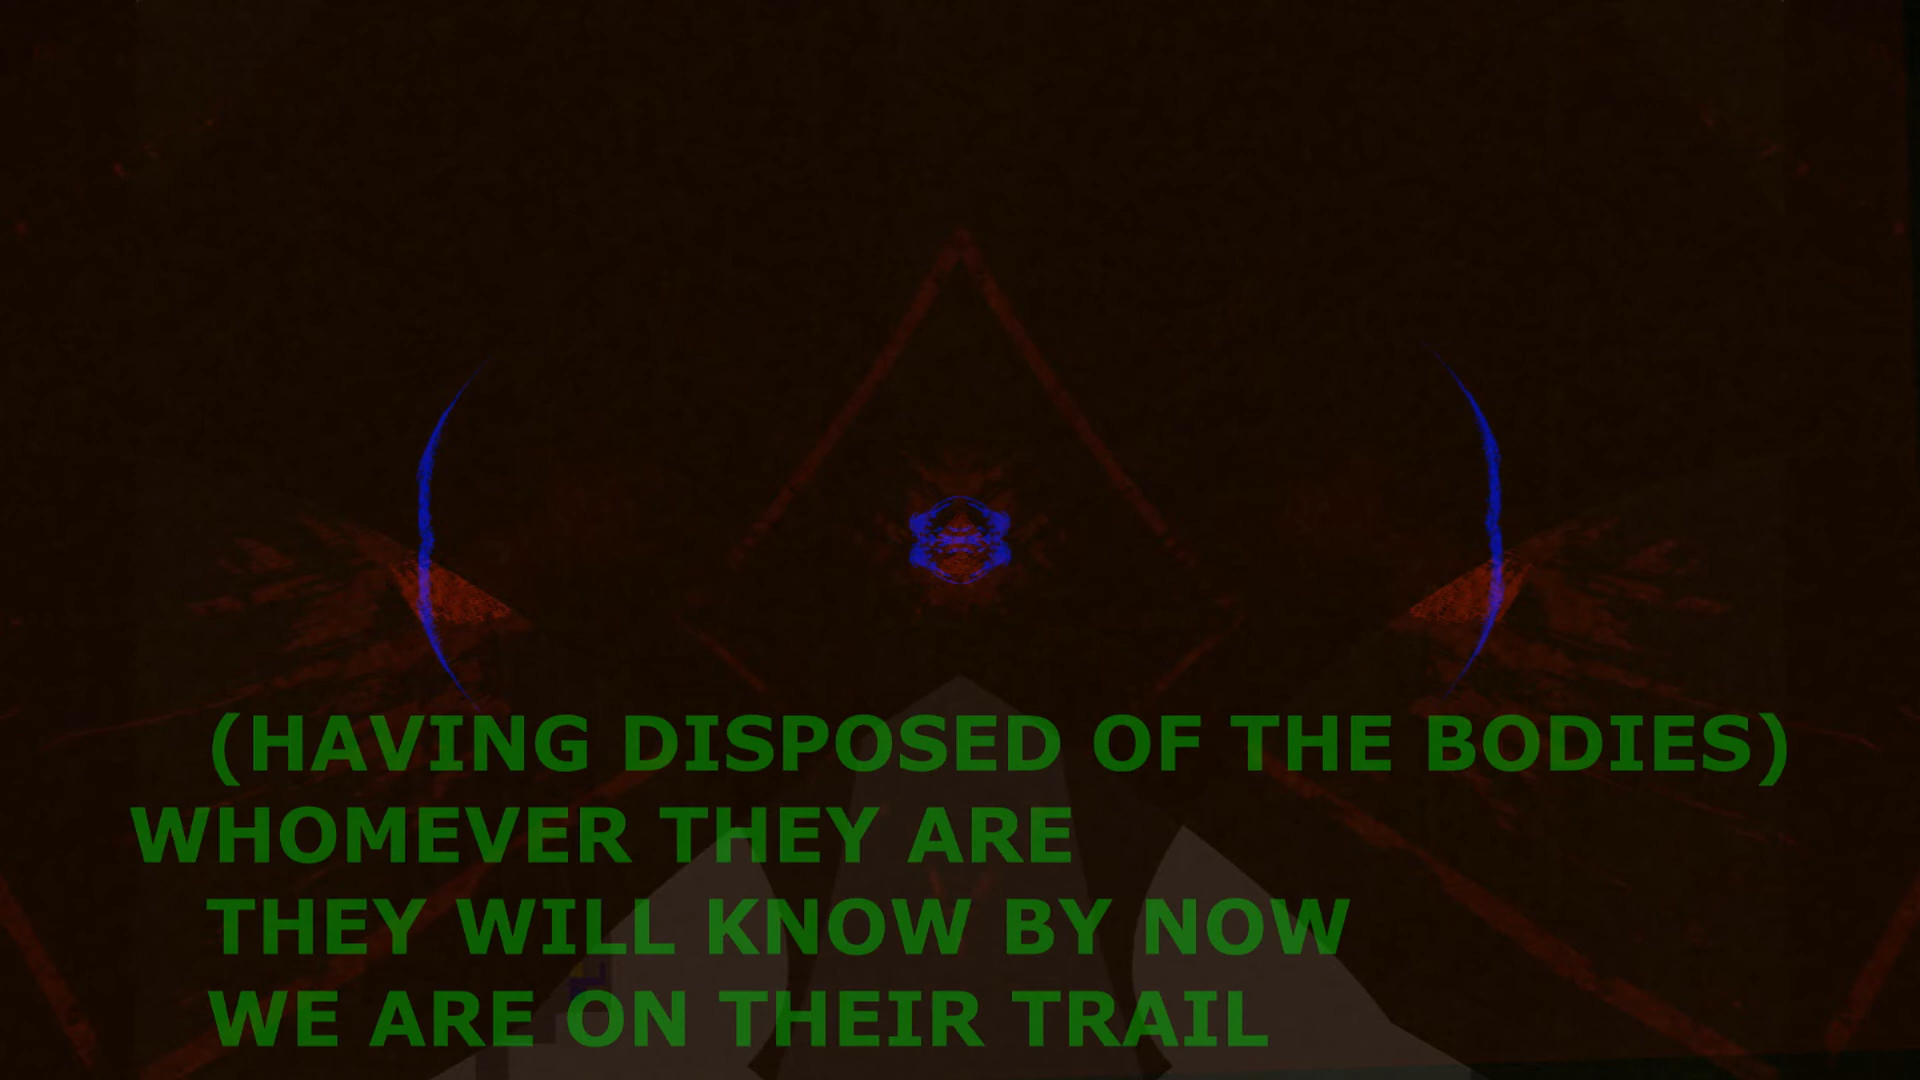 (HAVING DISPOSED OF THE BODIES)
WHOMEVER THEY ARE
THEY WILL KNOW BY NOW
WE ARE ON THEIR TRAIL